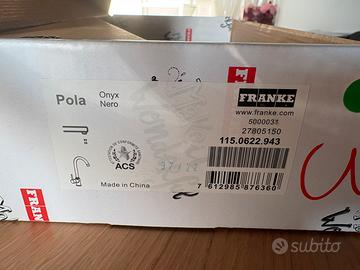 Pola
Onyx
Nero
FRANKE
www.franke.com
27805150
115.0622.943
ACS
Made in China
7 612985 876360
FRANKE
subito